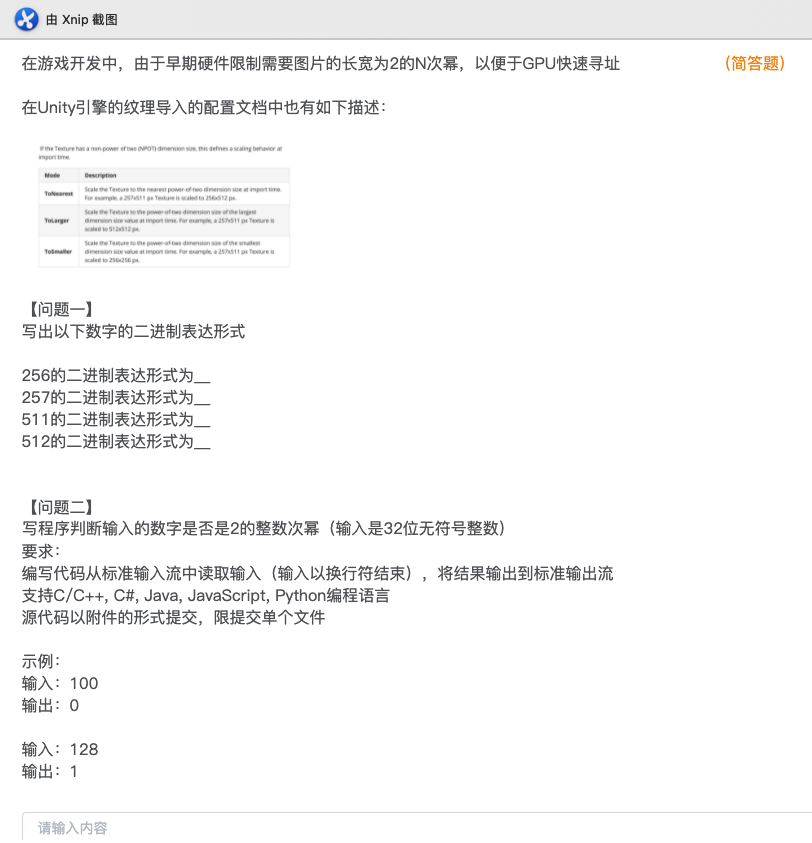 由 Xnip 截图
在游戏开发中，由于早期硬件限制需要图片的长宽为2的N次幂，以便于GPU快速寻址
（简答题）
在Unity引擎的纹理导入的配置文档中也有如下描述：
If the Texture has a non-power of two (NPOT) dimension size, this defines a scaling behavior at
import time.
Mode Description
ToNearest Scale the Texture to the nearest power-of-two dimension size at import time.
For example, a 257x511 px Texture is scaled to 256x512 px.
ToLarger Scale the Texture to the power-of-two dimension size of the largest
dimension size value at import time. For example, a 257x511 px Texture is
scaled to 512x512 px.
ToSmaller Scale the Texture to the power-of-two dimension size of the smallest
dimension size value at import time. For example, a 257x511 px Texture is
scaled to 256x256 px.
【问题一】
写出以下数字的二进制表达形式
256的二进制表达形式为__
257的二进制表达形式为__
511的二进制表达形式为__
512的二进制表达形式为__
【问题二】
写程序判断输入的数字是否是2的整数次幂（输入是32位无符号整数）
要求：
编写代码从标准输入流中读取输入（输入以换行符结束），将结果输出到标准输出流
支持C/C++, C#, Java, JavaScript, Python编程语言
源代码以附件的形式提交，限提交单个文件
示例：
输入：100
输出：0
输入：128
输出：1
请输入内容